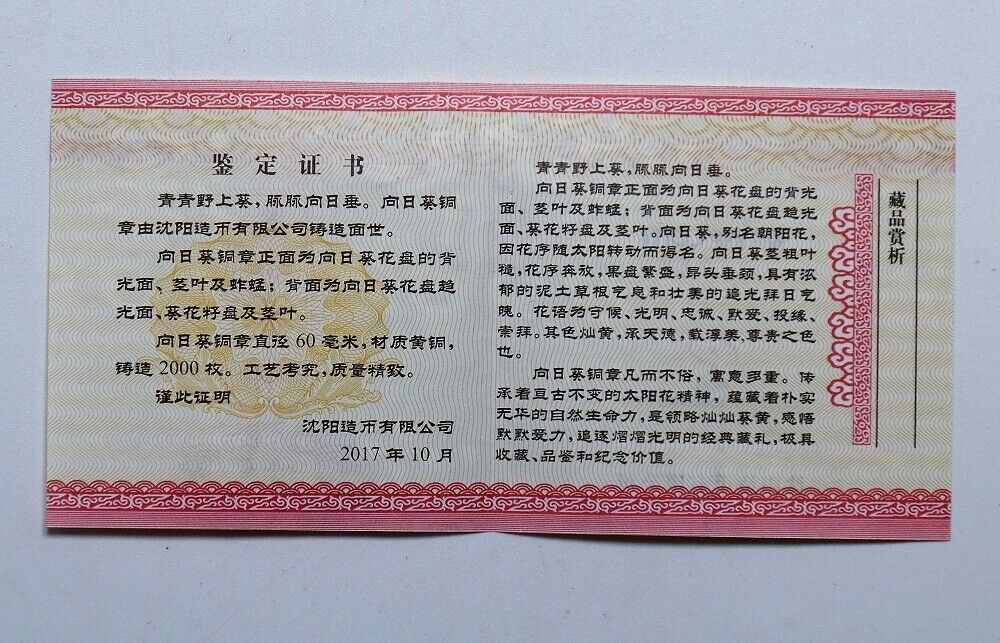 鉴定证书
青青野上葵，脈脈向日垂。向日葵铜
章由沈阳造币有限公司铸造面世。
向日葵铜章正面为向日葵花盘的背
光面、茎叶及蚱蜢；背面为向日葵花盘趋
光面、葵花籽盘及茎叶。
向日葵铜章直径60毫米，材质黄铜，
铸造2000枚。工艺考究，质量精致。
谨此证明
沈阳造币有限公司
2017年10月
青青野上葵，脈脈向日垂。
向日葵铜章正面为向日葵花盘的背光
面、茎叶及蚱蜢；背面为向日葵花盘趋光
面、葵花籽盘及茎叶。向日葵，别名朝阳花，
因花序随太阳转动而得名。向日葵茎粗叶
糙，花序奔放，果盘繁盛，昂头垂颈，具有浓
郁的泥土草根气息和壮美的追光拜日气
魄。花语为守候、光明、忠诚、默爱、投缘、
崇拜。其色灿黄，承天德，载淳美，尊贵之色
也。
向日葵铜章凡而不俗，寓意多重。传
承着亘古不变的太阳花精神，蕴藏着朴实
无华的自然生命力，是领略灿灿葵黄，感悟
默默爱力，追逐熠熠光明的经典藏礼，极具
收藏、品鉴和纪念价值。
藏品赏析